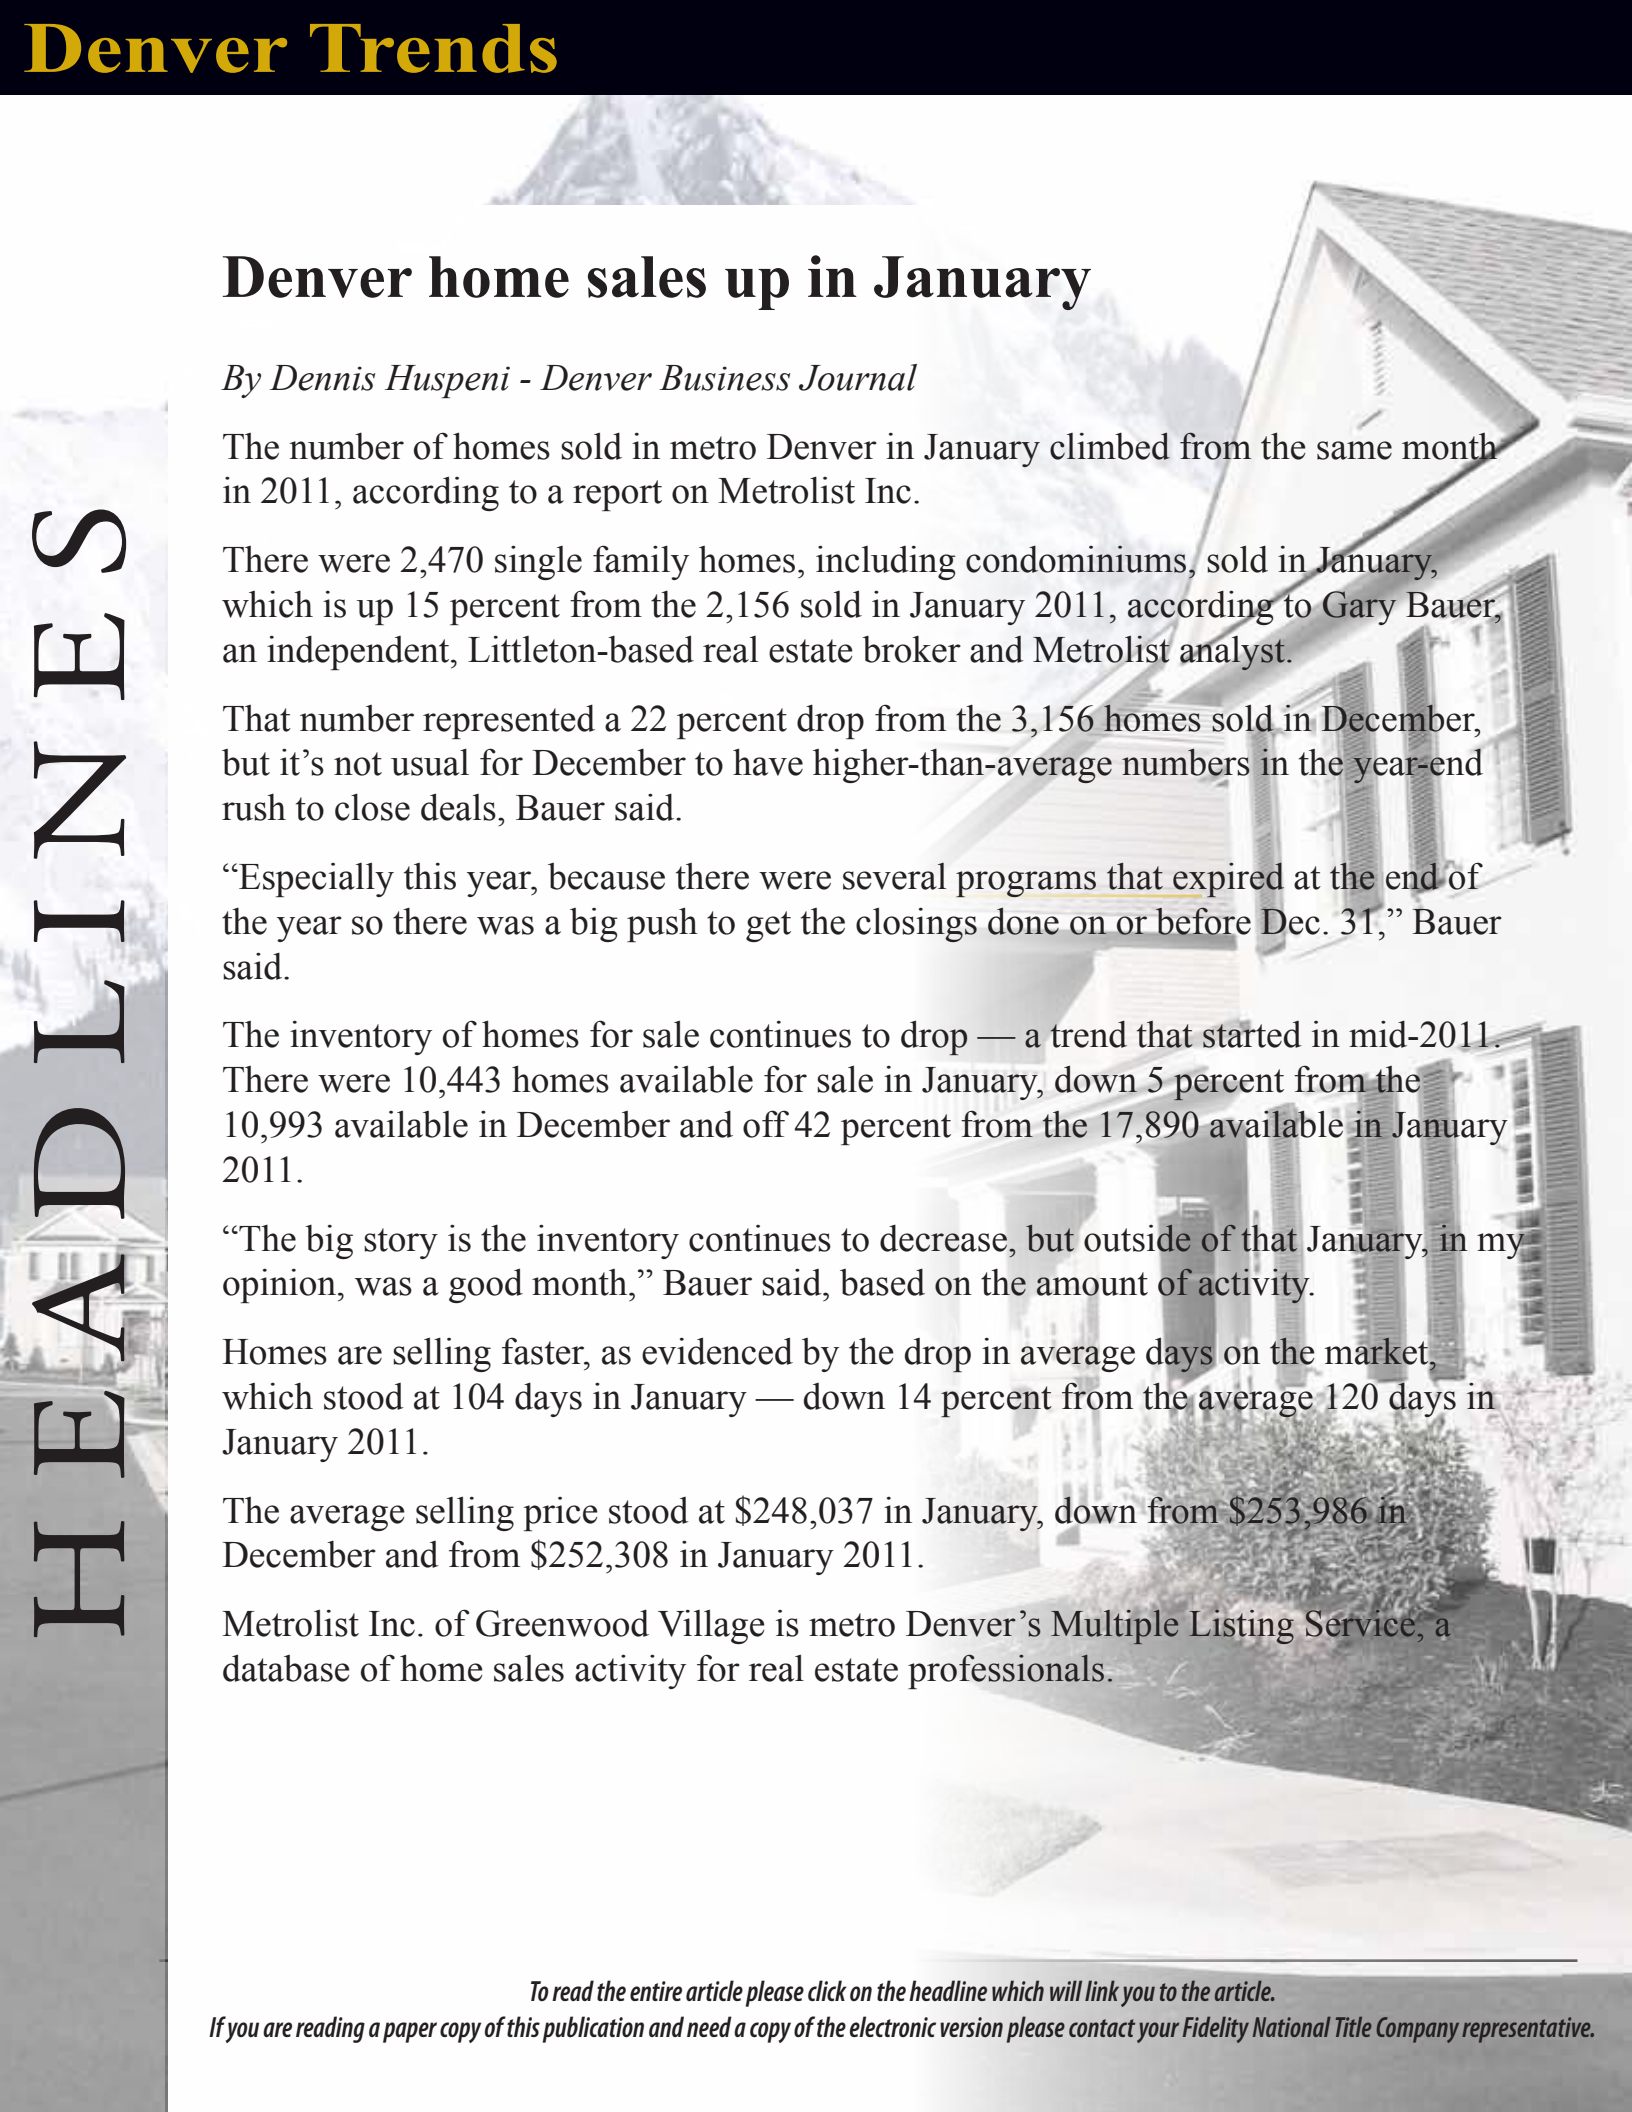 Denver Trends
HEADLINES
Denver home sales up in January
By Dennis Huspeni - Denver Business Journal
The number of homes sold in metro Denver in January climbed from the same month
in 2011, according to a report on Metrolist Inc.
There were 2,470 single family homes, including condominiums, sold in January,
which is up 15 percent from the 2,156 sold in January 2011, according to Gary Bauer,
an independent, Littleton-based real estate broker and Metrolist analyst.
That number represented a 22 percent drop from the 3,156 homes sold in December,
but it’s not usual for December to have higher-than-average numbers in the year-end
rush to close deals, Bauer said.
“Especially this year, because there were several programs that expired at the end of
the year so there was a big push to get the closings done on or before Dec. 31,” Bauer
said.
The inventory of homes for sale continues to drop — a trend that started in mid-2011.
There were 10,443 homes available for sale in January, down 5 percent from the
10,993 available in December and off 42 percent from the 17,890 available in January
2011.
“The big story is the inventory continues to decrease, but outside of that January, in my
opinion, was a good month,” Bauer said, based on the amount of activity.
Homes are selling faster, as evidenced by the drop in average days on the market,
which stood at 104 days in January — down 14 percent from the average 120 days in
January 2011.
The average selling price stood at $248,037 in January, down from $253,986 in
December and from $252,308 in January 2011.
Metrolist Inc. of Greenwood Village is metro Denver’s Multiple Listing Service, a
database of home sales activity for real estate professionals.
To read the entire article please click on the headline which will link you to the article.
If you are reading a paper copy of this publication and need a copy of the electronic version please contact your Fidelity National Title Company representative.